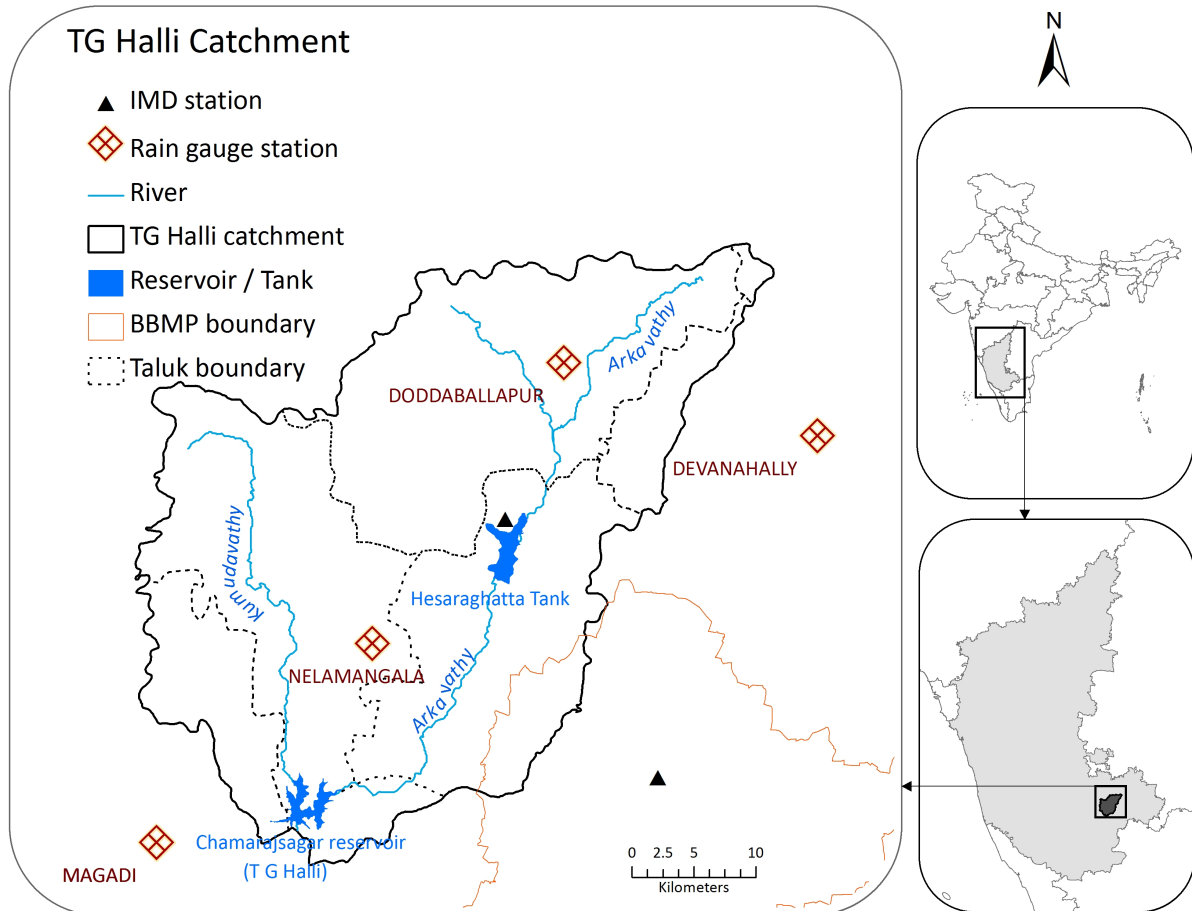 TG Halli Catchment
IMD station
Rain gauge station
River
TG Halli catchment
Reservoir / Tank
BBMP boundary
Taluk boundary
N
Arkavathy
DODDABALLAPUR
DEVANAHALLY
Kumudavathy
Hesaraghatta Tank
NELAMANGALA
Arkavathy
Chamarajsagar reservoir
(T G Halli)
MAGADI
0 2.5 5 10
Kilometers